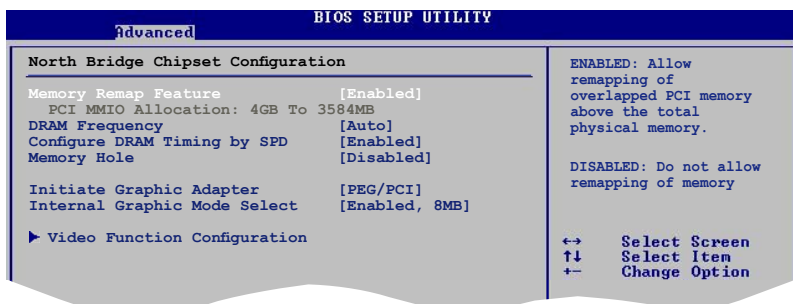 BIOS SETUP UTILITY
Advanced
North Bridge Chipset Configuration
Memory Remap Feature [Enabled]
PCI MMIO Allocation: 4GB To 3584MB
DRAM Frequency [Auto]
Configure DRAM Timing by SPD [Enabled]
Memory Hole [Disabled]
Initiate Graphic Adapter [PEG/PCI]
Internal Graphic Mode Select [Enabled, 8MB]
Video Function Configuration
ENABLED: Allow
remapping of
overlapped PCI memory
above the total
physical memory.
DISABLED: Do not allow
remapping of memory
←→ Select Screen
↑↓ Select Item
+- Change Option